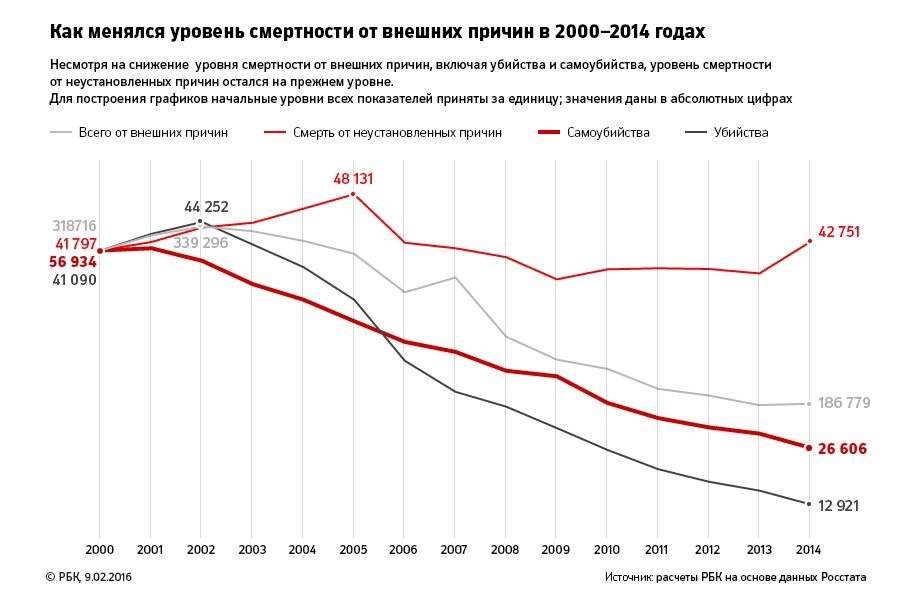 Как менялся уровень смертности от внешних причин в 2000–2014 годах
Несмотря на снижение уровня смертности от внешних причин, включая убийства и самоубийства, уровень смертности
от неустановленных причин остался на прежнем уровне.
Для построения графиков начальные уровни всех показателей приняты за единицу; значения даны в абсолютных цифрах
Всего от внешних причин Смерть от неустановленных причин Самоубийства Убийства
48 131
44 252
318716
42 751
41 797
339 296
56 934
41 090
186 779
26 606
12 921
2000 2001 2002 2003 2004 2005 2006 2007 2008 2009 2010 2011 2012 2013 2014
© РБК, 9.02.2016 Источник: расчеты РБК на основе данных Росстата